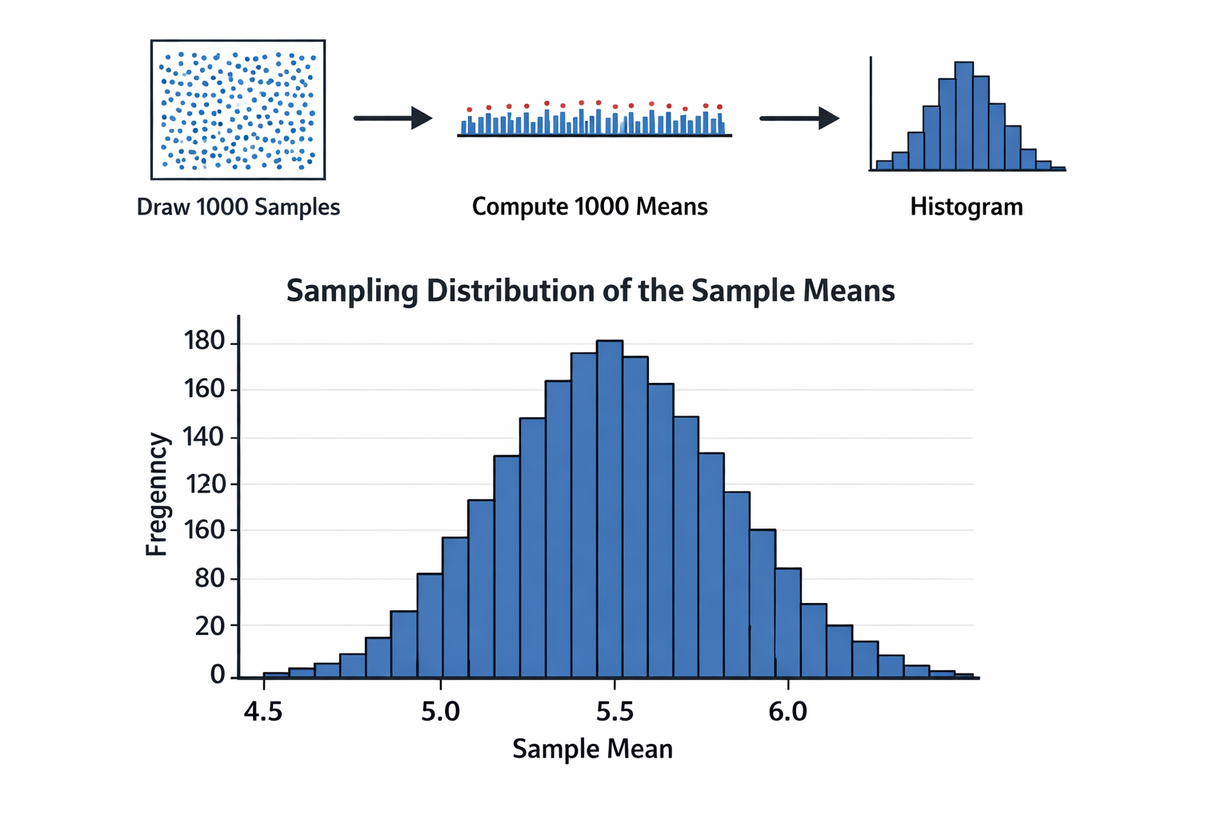 Draw 1000 Samples
Compute 1000 Means
Histogram
Sampling Distribution of the Sample Means
Fregenncy
180
160
140
120
160
80
20
0
4.5
5.0
5.5
6.0
Sample Mean